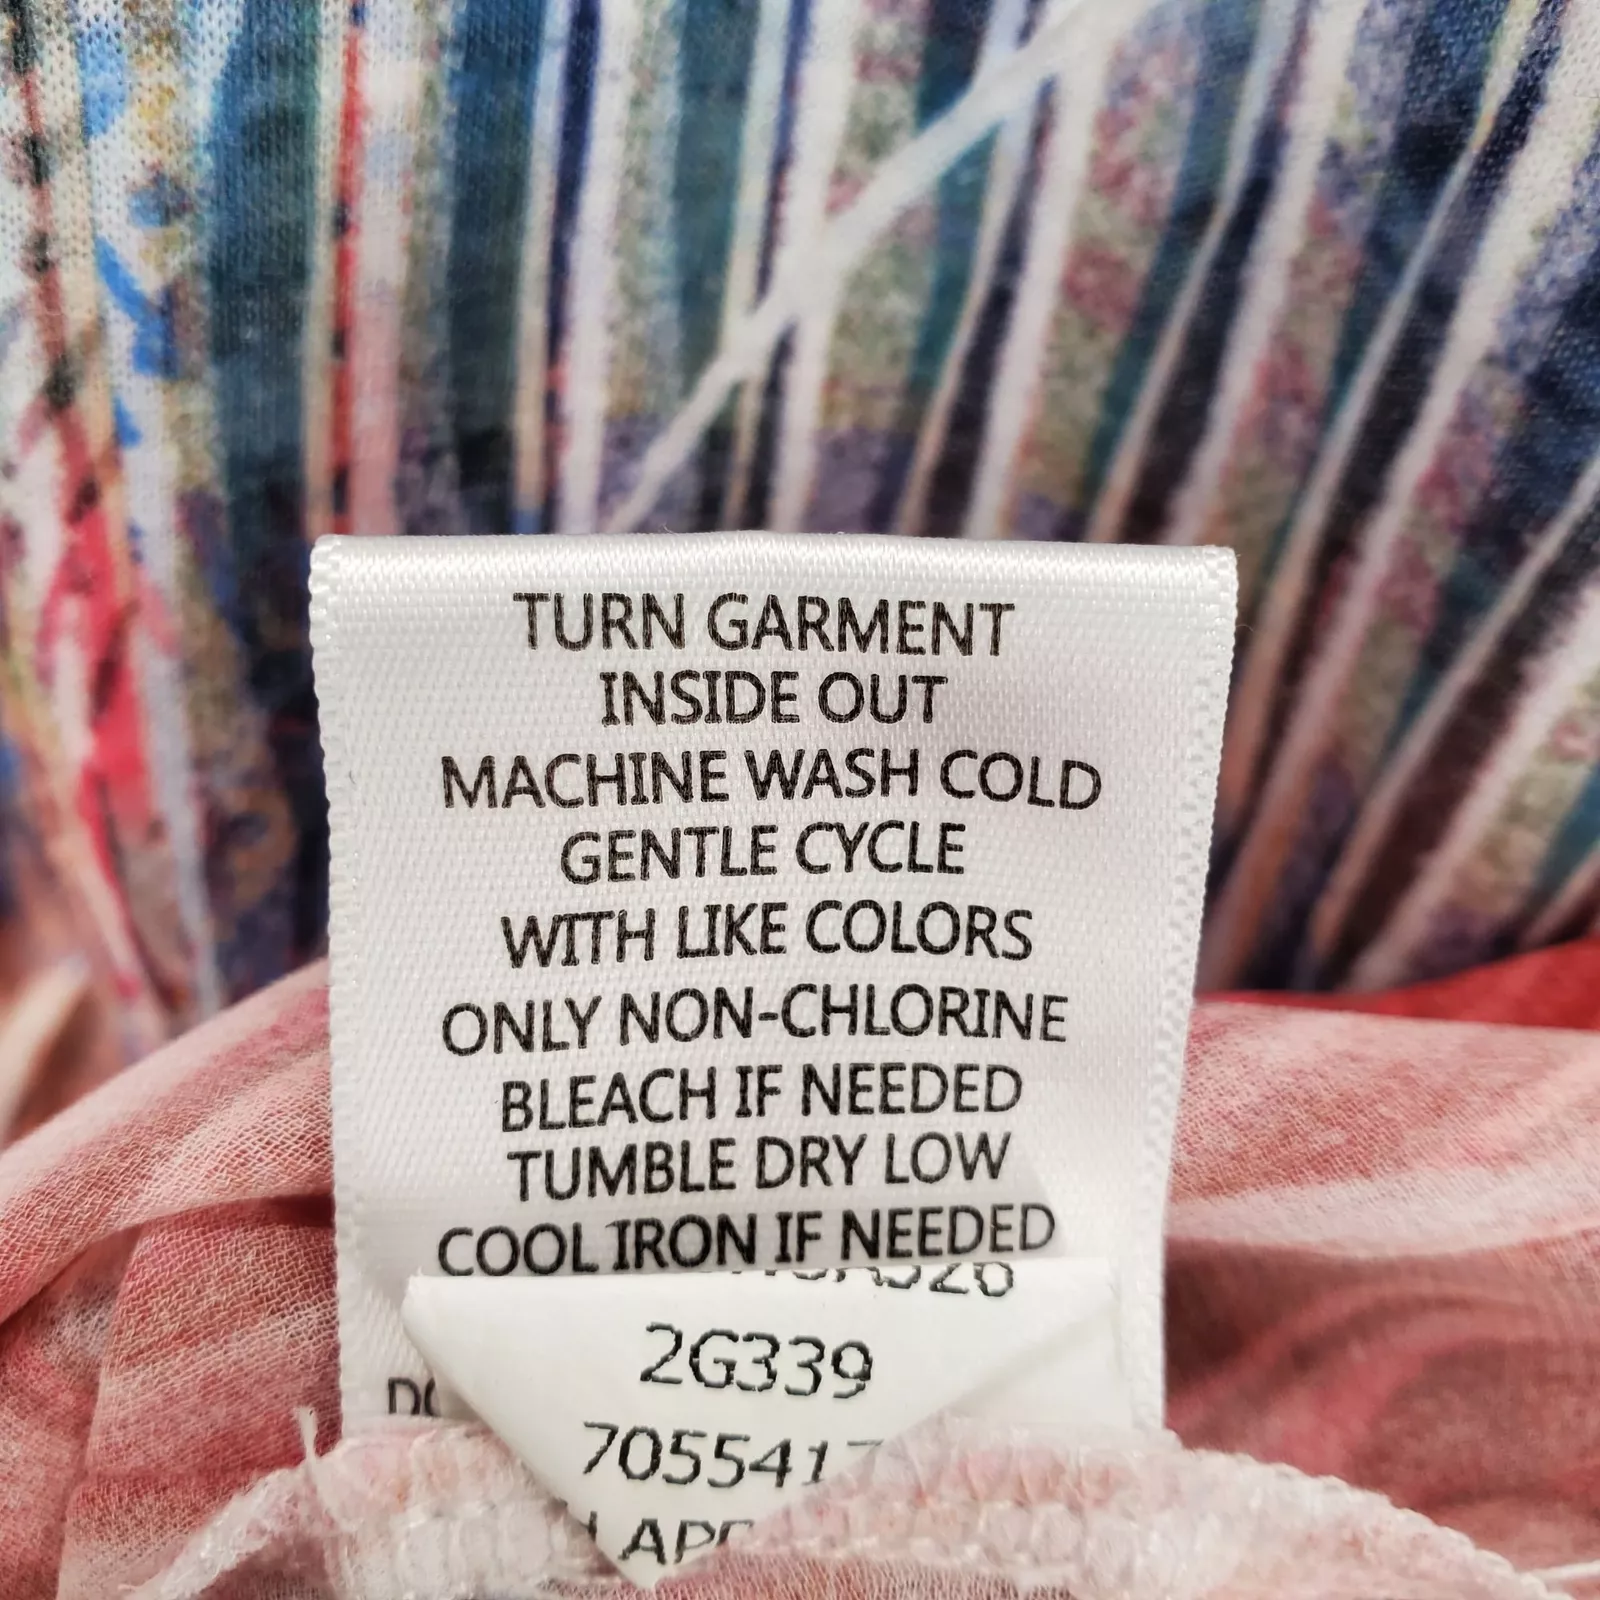 TURN GARMENT
INSIDE OUT
MACHINE WASH COLD
GENTLE CYCLE
WITH LIKE COLORS
ONLY NON-CHLORINE
BLEACH IF NEEDED
TUMBLE DRY LOW
COOL IRON IF NEEDED
2G339
7055417